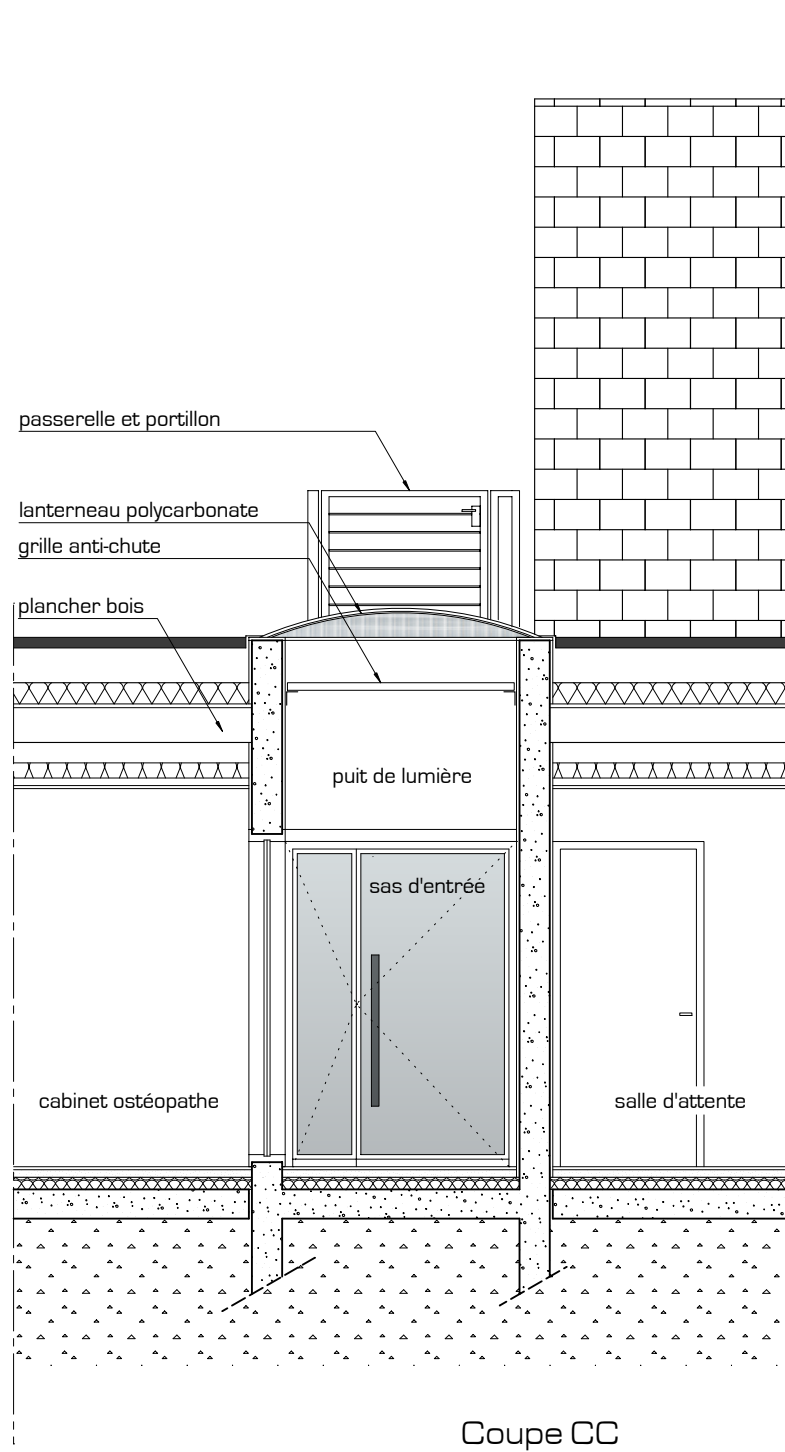 passerelle et portillon
lanterneau polycarbonate
grille anti-chute
plancher bois
puit de lumière
sas d'entrée
cabinet ostéopathe
salle d'attente
Coupe CC